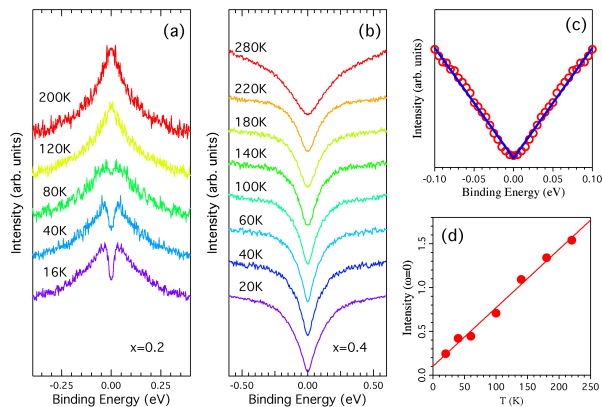 (a)
200K
120K
80K
40K
16K
x=0.2
Intensity (arb. units)
-0.25
0.00
0.25
Binding Energy (eV)
(b)
280K
220K
180K
140K
100K
60K
40K
20K
x=0.4
Intensity (arb. units)
-0.50
0.00
0.50
Binding Energy (eV)
(c)
Intensity (arb. units)
-0.10
-0.05
0.00
0.05
0.10
Binding Energy (eV)
(d)
Intensity (ω=0)
1.5
1.0
0.5
0.0
0
50
100
150
200
250
T (K)